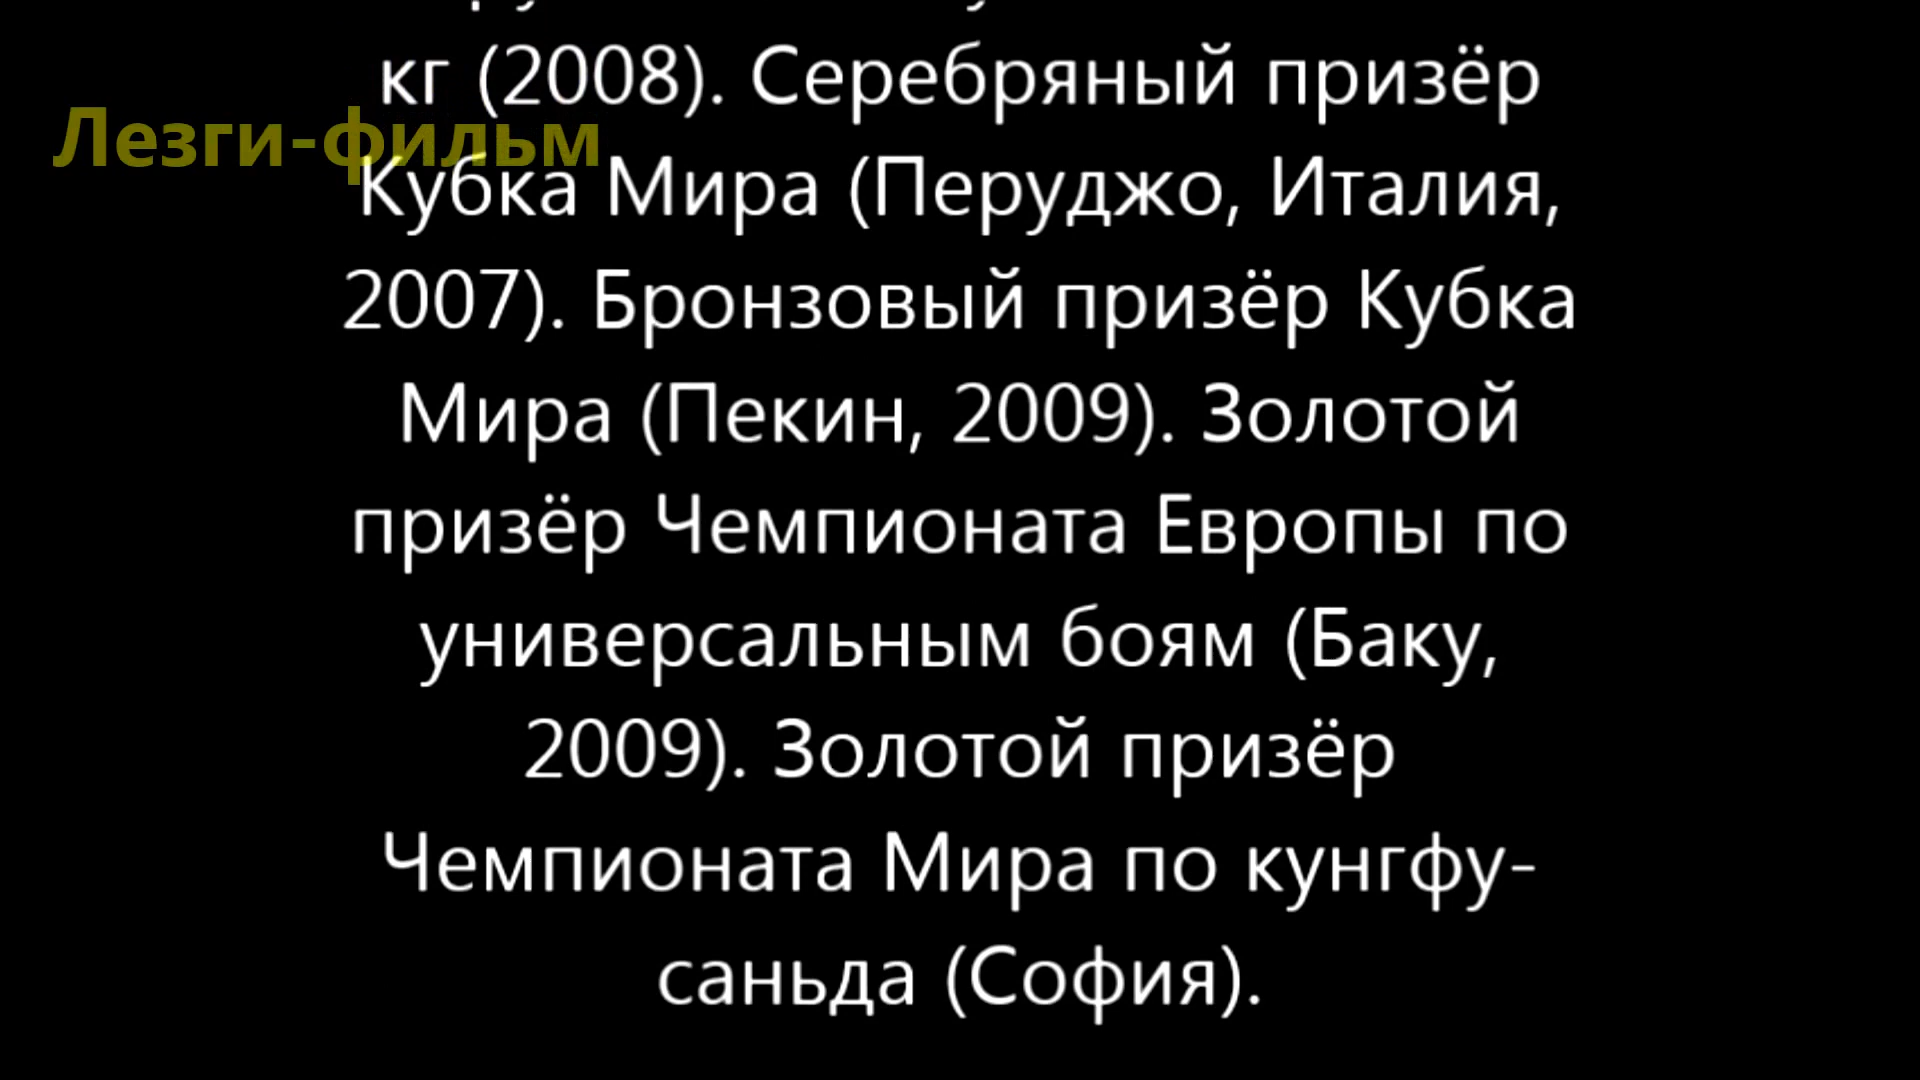 кг (2008). Серебряный призёр
Лезги-фильм
Кубка Мира (Перуджо, Италия,
2007). Бронзовый призёр Кубка
Мира (Пекин, 2009). Золотой
призёр Чемпионата Европы по
универсальным боям (Баку,
2009). Золотой призёр
Чемпионата Мира по кунгфу-
саньда (София).